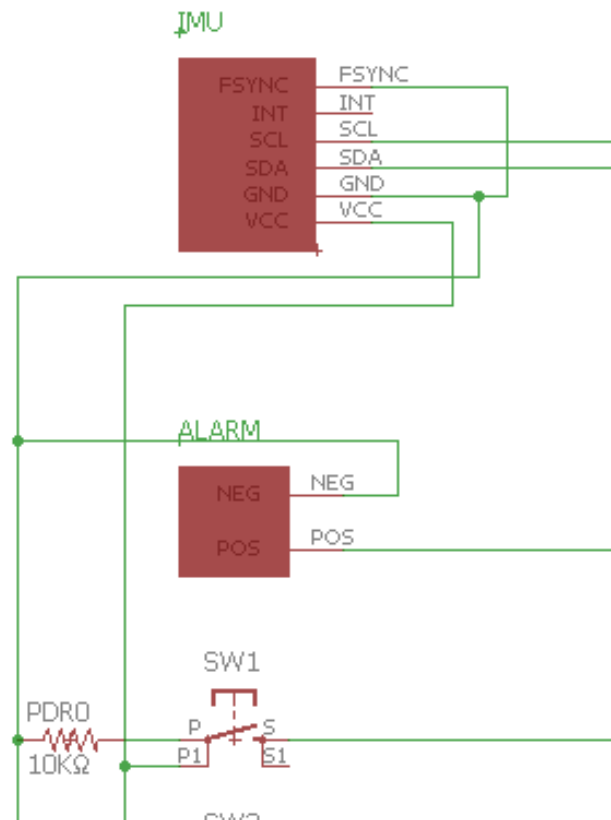 IMU
FSYNC FSYNC
INT INT
SCL SCL
SDA SDA
GND GND
VCC VCC
ALARM
NEG NEG
POS POS
SW1
PDR0
P S
10KΩ P1 S1